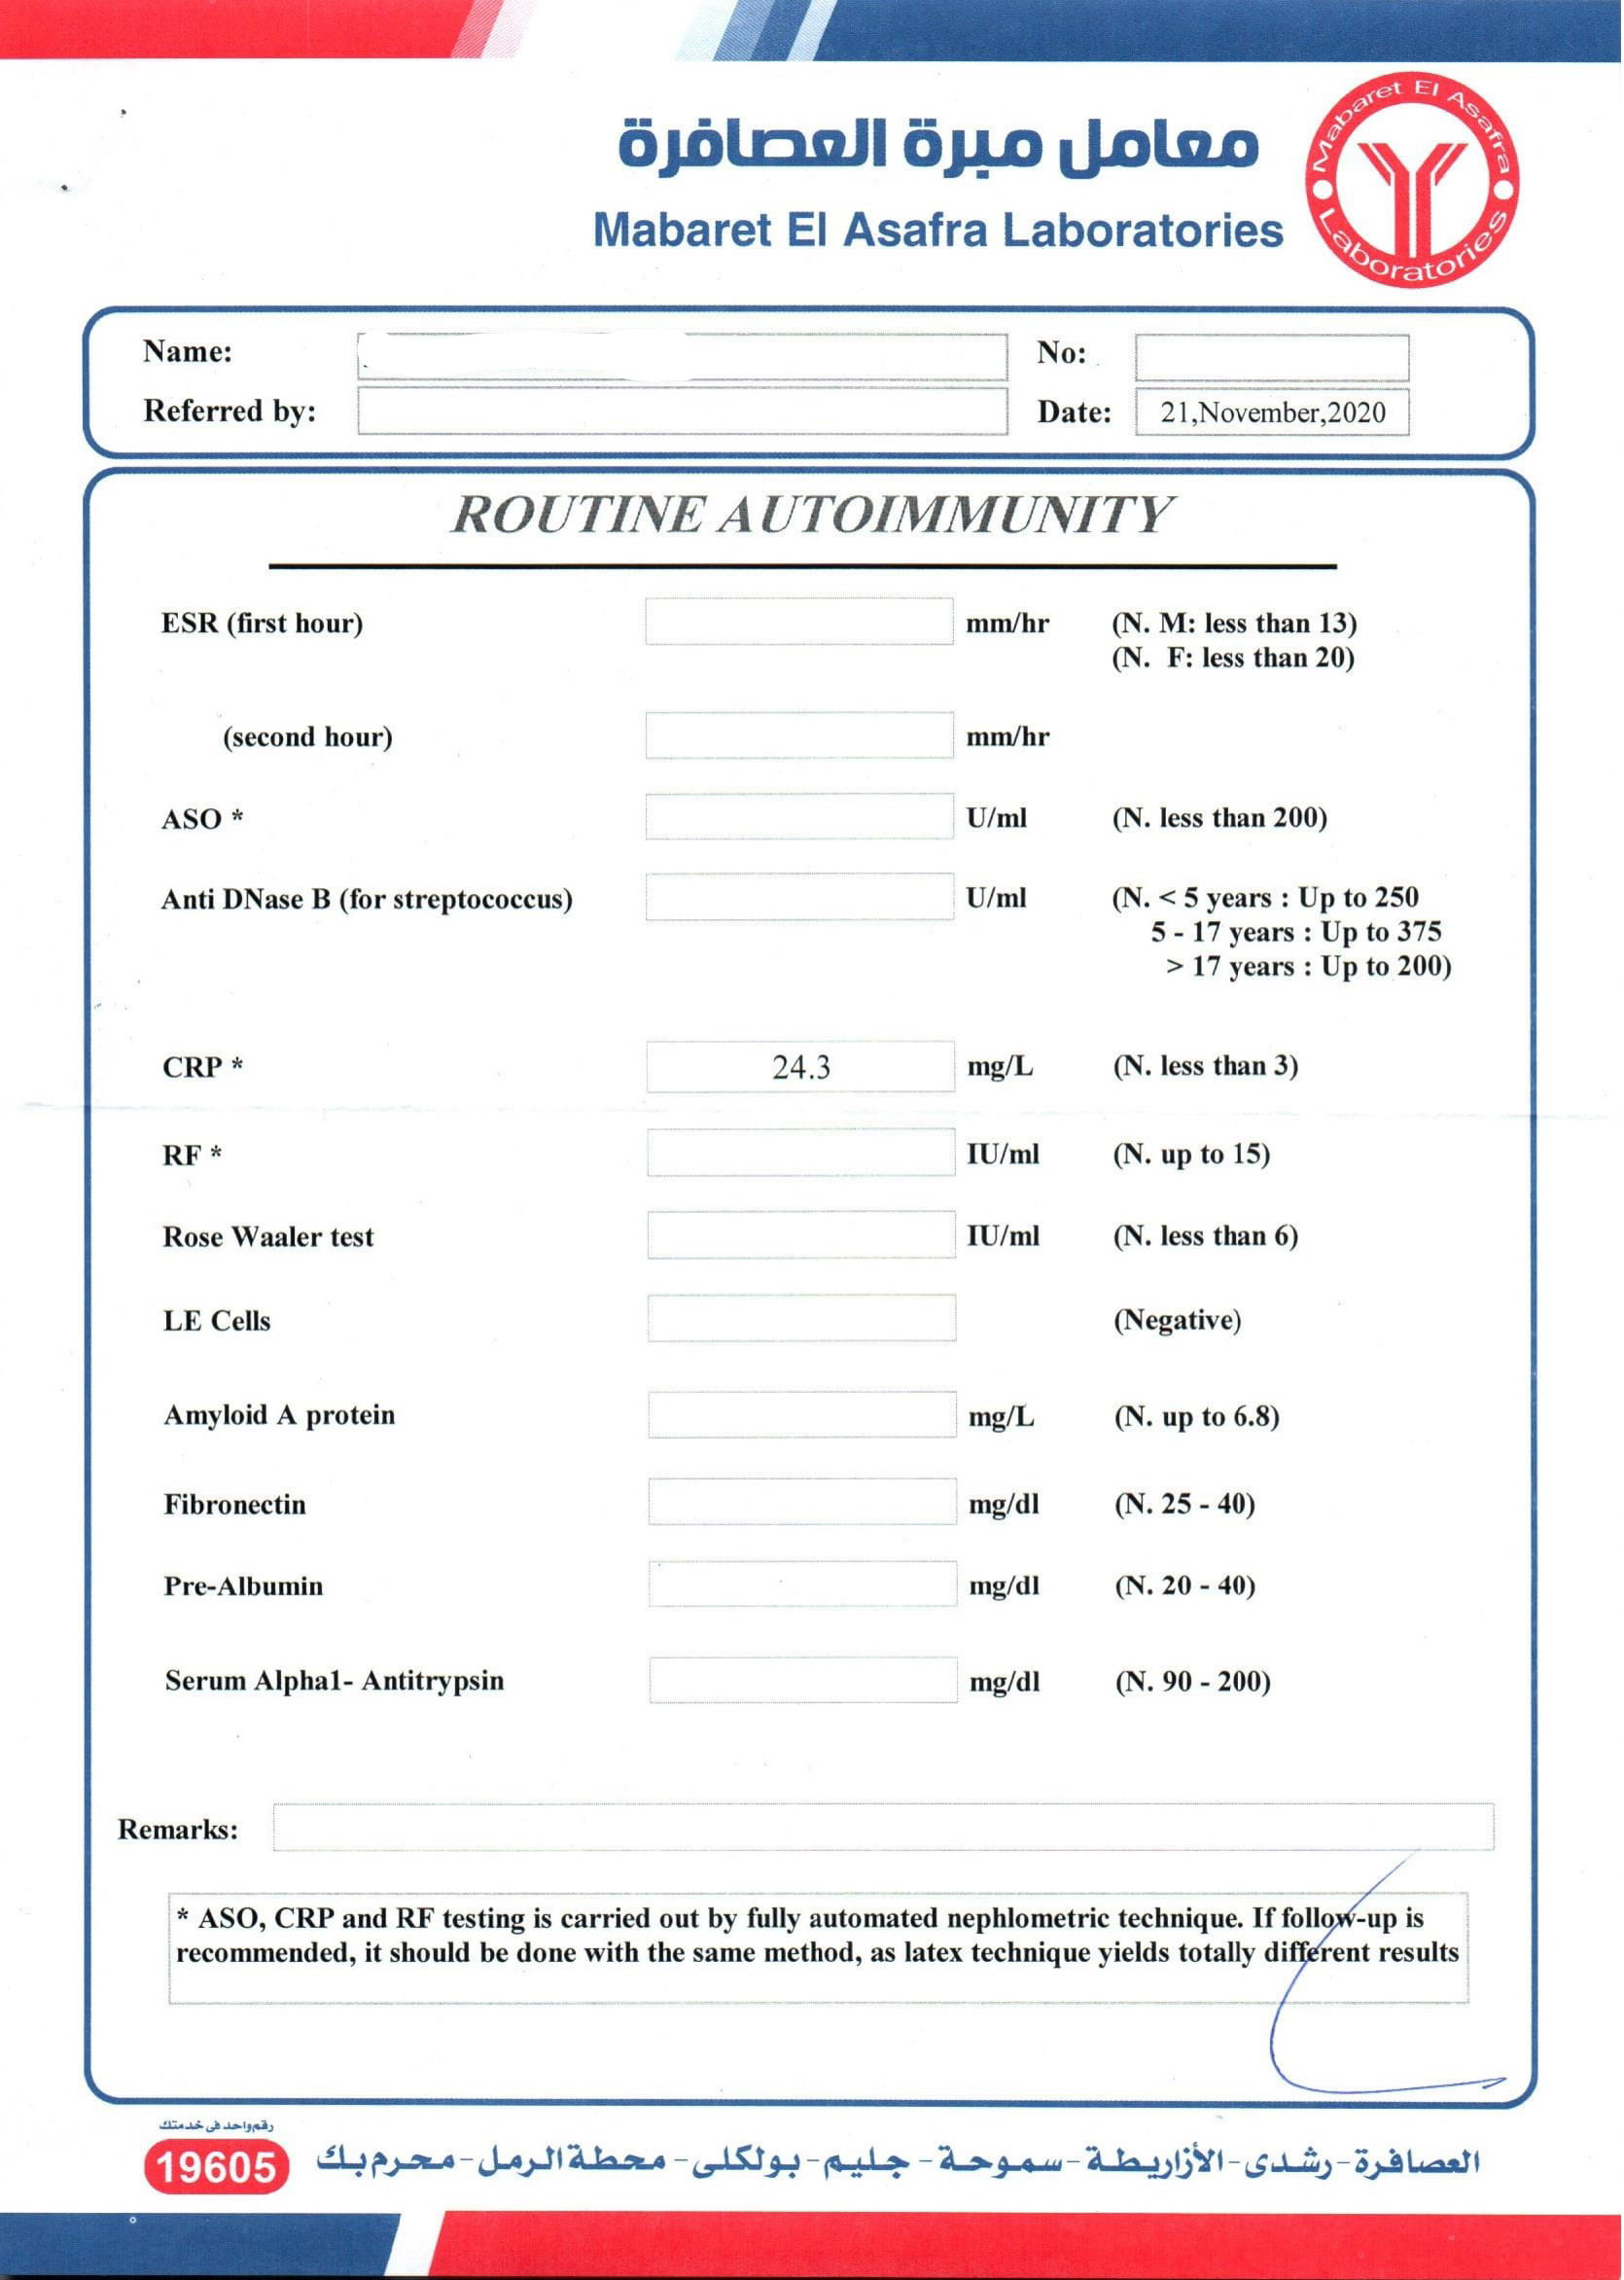 معامل مبرة العصافرة
Mabaret El Asafra Laboratories
Mabaret El Asafra
Laboratories
Name:
No:
Referred by:
Date: 21,November,2020
ROUTINE AUTOIMMUNITY
ESR (first hour) mm/hr (N. M: less than 13)
(N. F: less than 20)
(second hour) mm/hr
ASO * U/ml (N. less than 200)
Anti DNase B (for streptococcus) U/ml (N. < 5 years : Up to 250
5 - 17 years : Up to 375
> 17 years : Up to 200)
CRP * 24.3 mg/L (N. less than 3)
RF * IU/ml (N. up to 15)
Rose Waaler test IU/ml (N. less than 6)
LE Cells (Negative)
Amyloid A protein mg/L (N. up to 6.8)
Fibronectin mg/dl (N. 25 - 40)
Pre-Albumin mg/dl (N. 20 - 40)
Serum Alpha1- Antitrypsin mg/dl (N. 90 - 200)
Remarks:
* ASO, CRP and RF testing is carried out by fully automated nephlometric technique. If follow-up is
recommended, it should be done with the same method, as latex technique yields totally different results
رقم واحد فى خدمتك
19605
العصافرة - رشدى - الأزاريطة - سموحة - جليم - بولكلى - محطة الرمل - محرم بك